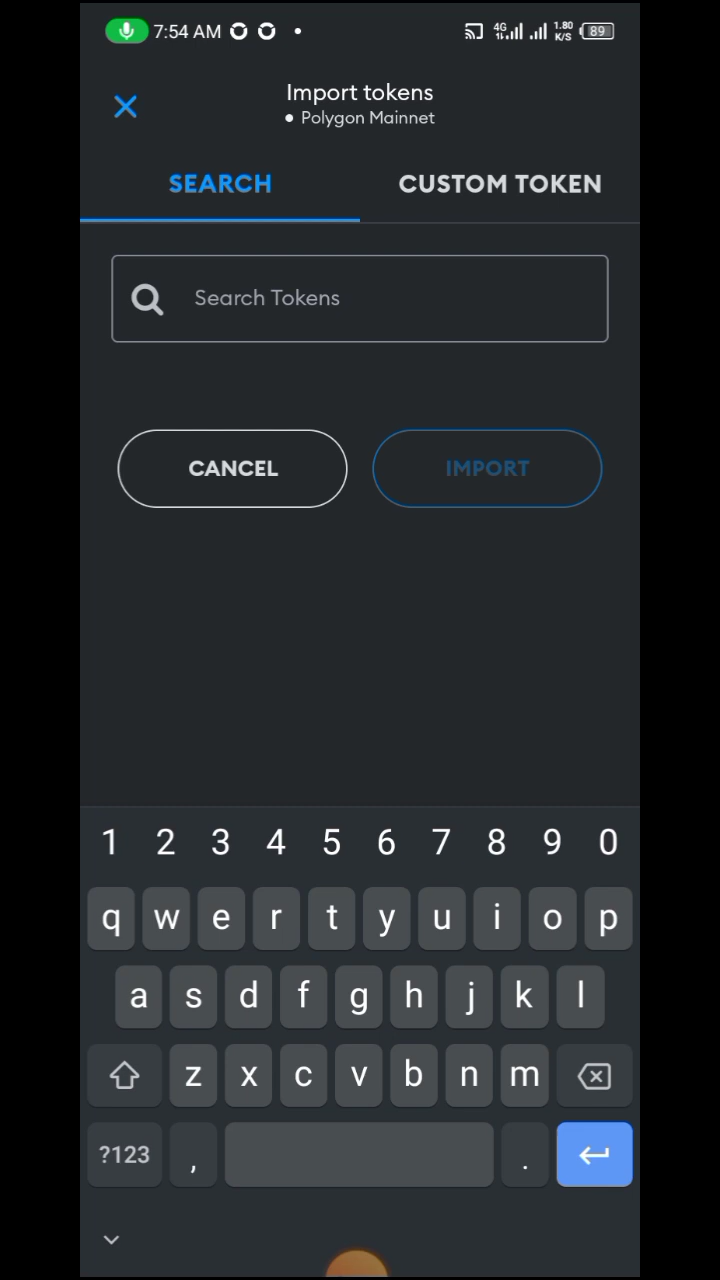 7:54 AM 4G 1.80 K/S 89
Import tokens
Polygon Mainnet
SEARCH CUSTOM TOKEN
Search Tokens
CANCEL IMPORT
1 2 3 4 5 6 7 8 9 0
q w e r t y u i o p
a s d f g h j k l
z x c v b n m
?123 , .